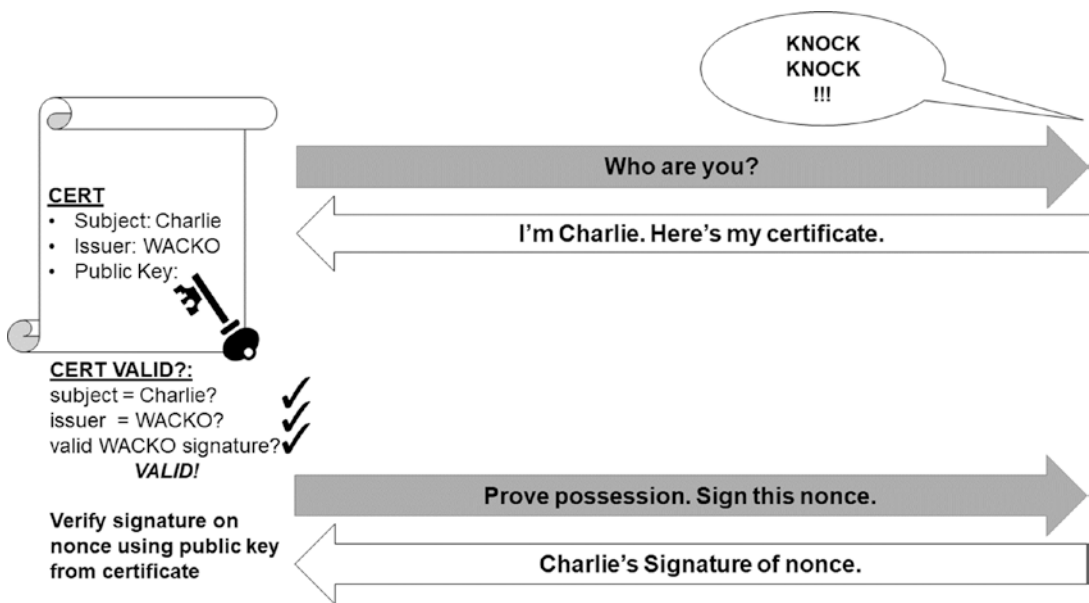 KNOCK
KNOCK
!!!
Who are you?
CERT
• Subject: Charlie
• Issuer: WACKO
• Public Key:
I'm Charlie. Here's my certificate.
CERT VALID?:
subject = Charlie?
issuer = WACKO?
valid WACKO signature?
VALID!
Prove possession. Sign this nonce.
Verify signature on
nonce using public key
from certificate
Charlie's Signature of nonce.